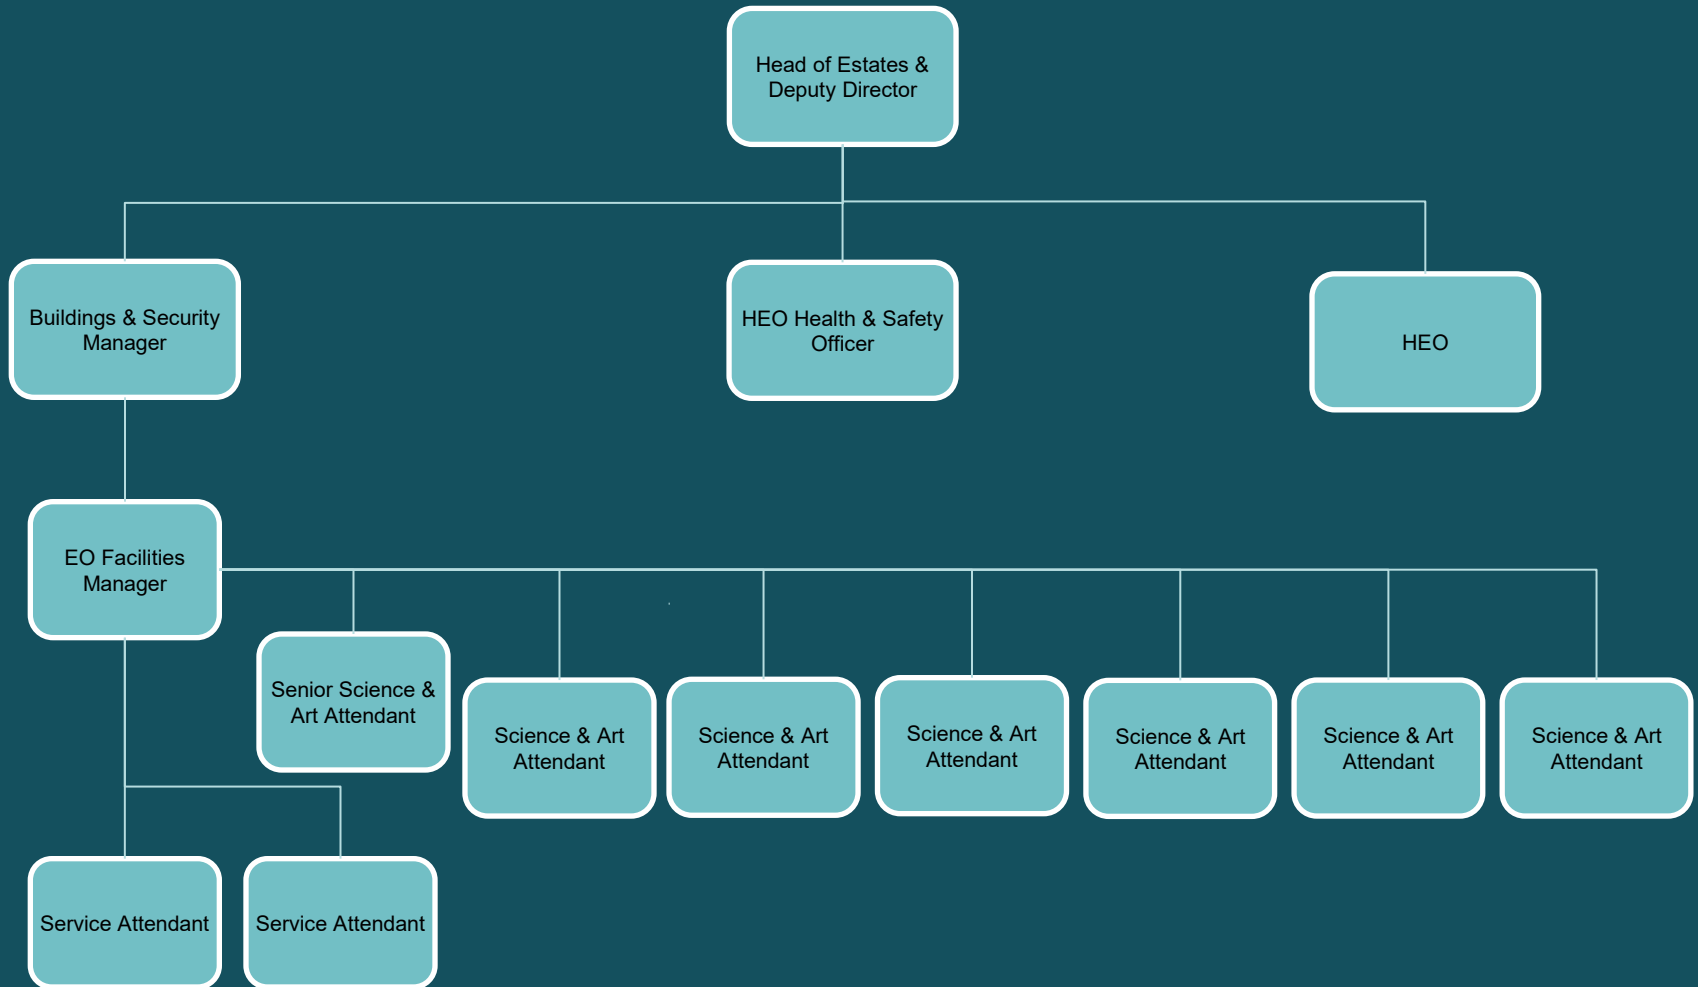 Head of Estates &
Deputy Director
Buildings & Security
Manager
HEO Health & Safety
Officer
HEO
EO Facilities
Manager
Senior Science &
Art Attendant
Science & Art
Attendant
Science & Art
Attendant
Science & Art
Attendant
Science & Art
Attendant
Science & Art
Attendant
Science & Art
Attendant
Service Attendant
Service Attendant